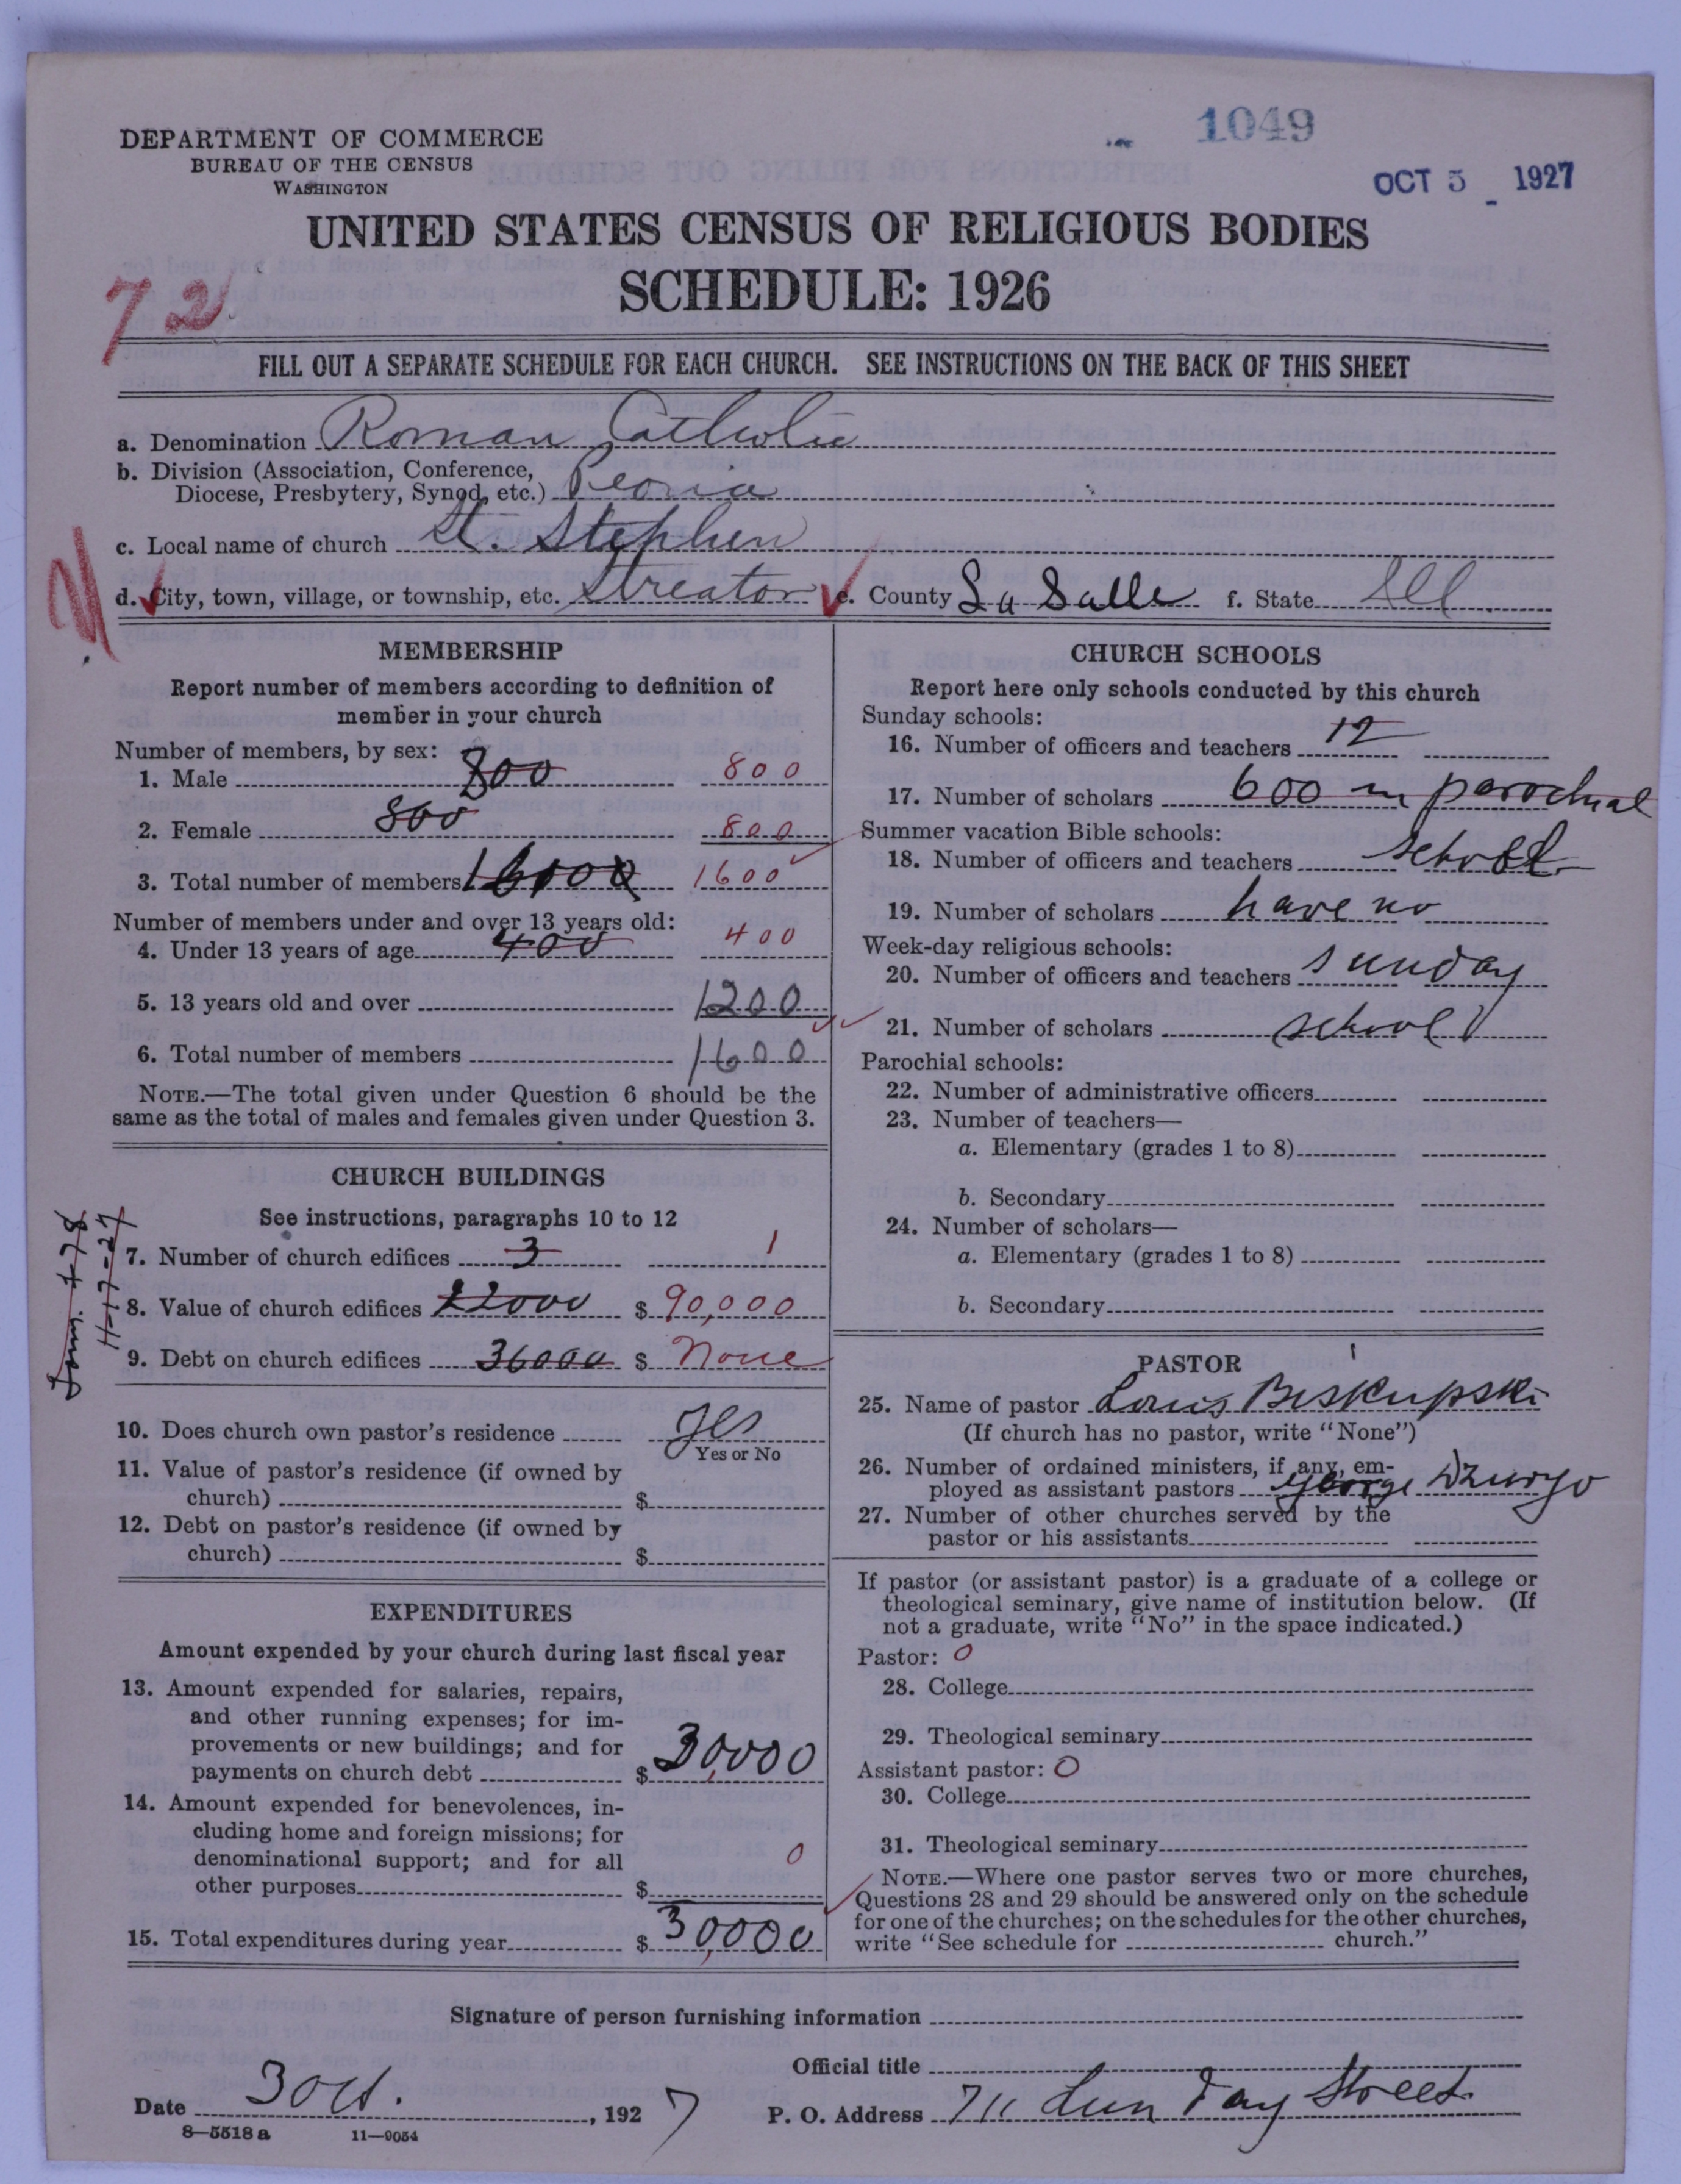 1049
DEPARTMENT OF COMMERCE
BUREAU OF THE CENSUS
WASHINGTON
OCT 5 1927
UNITED STATES CENSUS OF RELIGIOUS BODIES
SCHEDULE: 1926
72
FILL OUT A SEPARATE SCHEDULE FOR EACH CHURCH. SEE INSTRUCTIONS ON THE BACK OF THIS SHEET
a. Denomination Roman Catholic
b. Division (Association, Conference,
Diocese, Presbytery, Synod, etc.) Peoria
c. Local name of church St. Stephen
d. City, town, village, or township, etc. Streator e. County La Salle f. State Ill.
MEMBERSHIP
Report number of members according to definition of
member in your church
Number of members, by sex:
1. Male 800 800
2. Female 800 800
3. Total number of members 1600
Number of members under and over 13 years old:
4. Under 13 years of age 400 400
5. 13 years old and over 1200
6. Total number of members 1600
NOTE.—The total given under Question 6 should be the
same as the total of males and females given under Question 3.
CHURCH BUILDINGS
See instructions, paragraphs 10 to 12
7. Number of church edifices 3 1
8. Value of church edifices 22000 $ 90,000
9. Debt on church edifices 36000 $ None
11-17-27
10. Does church own pastor's residence yes
Yes or No
11. Value of pastor's residence (if owned by
church) $
12. Debt on pastor's residence (if owned by
church) $
EXPENDITURES
Amount expended by your church during last fiscal year
13. Amount expended for salaries, repairs,
and other running expenses; for im-
provements or new buildings; and for
payments on church debt $ 30,000
14. Amount expended for benevolences, in-
cluding home and foreign missions; for
denominational support; and for all
other purposes $ 0
15. Total expenditures during year $ 30,000
CHURCH SCHOOLS
Report here only schools conducted by this church
Sunday schools:
16. Number of officers and teachers 12
17. Number of scholars 600 in parochual
Summer vacation Bible schools:
18. Number of officers and teachers school
19. Number of scholars have no
Week-day religious schools:
20. Number of officers and teachers sunday
21. Number of scholars school
Parochial schools:
22. Number of administrative officers
23. Number of teachers—
a. Elementary (grades 1 to 8)
b. Secondary
24. Number of scholars—
a. Elementary (grades 1 to 8)
b. Secondary
PASTOR
25. Name of pastor Louis Biskupski
(If church has no pastor, write "None")
26. Number of ordained ministers, if any, em-
ployed as assistant pastors george Dzuryo
27. Number of other churches served by the
pastor or his assistants
If pastor (or assistant pastor) is a graduate of a college or
theological seminary, give name of institution below. (If
not a graduate, write "No" in the space indicated.)
Pastor: 0
28. College
29. Theological seminary
Assistant pastor: 0
30. College
31. Theological seminary
NOTE.—Where one pastor serves two or more churches,
Questions 28 and 29 should be answered only on the schedule
for one of the churches; on the schedules for the other churches,
write "See schedule for church."
Signature of person furnishing information
Official title
Date 3 Oct. , 1927 P. O. Address 711 Street
8—5518 a 11—9054